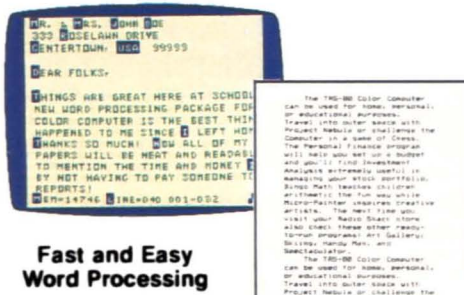 MR. & MRS. JOHN DOE
333 ROSELAWN DRIVE
CENTERTOWN, USA 99999
DEAR FOLKS,
THINGS ARE GREAT HERE AT SCHOOL
NEW WORD PROCESSING PACKAGE FOR
COLOR COMPUTER IS THE BEST THIN
HAPPENED TO ME SINCE I LEFT HOM
THANKS SO MUCH! NOW ALL OF MY
PAPERS WILL BE NEAT AND READABL
TO MENTION THE TIME AND MONEY I
BY NOT HAVING TO PAY SOMEONE TO
REPORTS!
MEM=14746 LINE=040 001-032
Fast and Easy
Word Processing
The TRS-80 Color Computer
can be used for home, personal,
or educational purposes.
Travel into outer space with
Project Nebula or challenge the
Computer in a game of Chess.
The Personal Finance program
will help you set up a budget
and you'll find Investment
Analysis extremely useful in
managing your stock portfolio.
Bingo Math teaches children
arithmetic the fun way while
Micro-Painter inspires creative
artists. The next time you
visit your Radio Shack store
also check these other ready-
to-run programs: Art Gallery,
Skiing, Handy Man, and
Spectaculator.
The TRS-80 Color Computer
can be used for home, personal,
or educational purposes.
Travel into outer space with
Project Nebula or challenge the